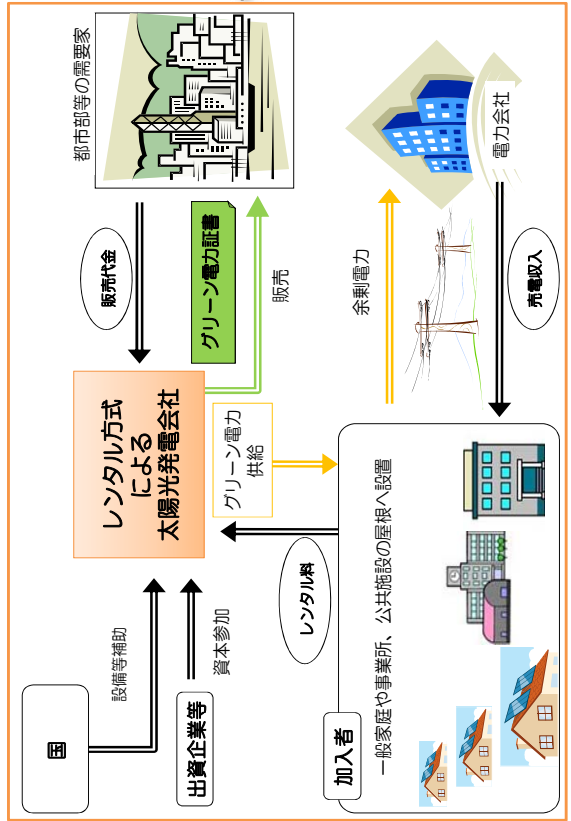 国
設備等補助
出資企業等
資本参加
レンタル方式
による
太陽光発電会社
販売代金
都市部等の需要家
グリーン電力証書
販売
グリーン電力
供給
レンタル料
加入者
一般家庭や事業所、公共施設の屋根へ設置
余剰電力
電力会社
売電収入